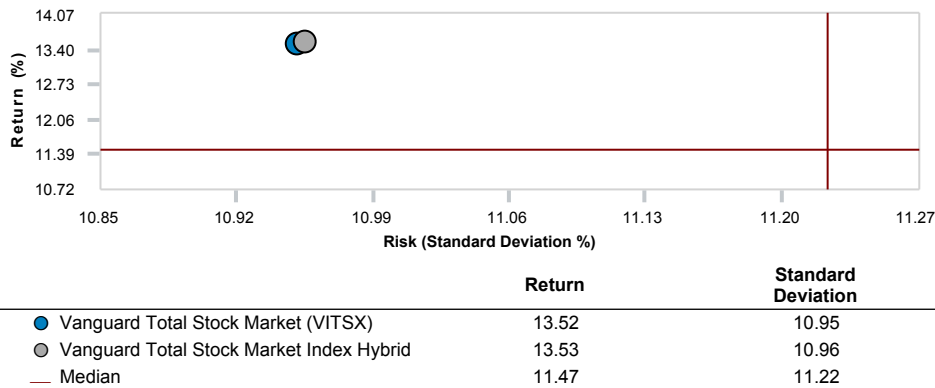 14.07
13.40
12.73
12.06
11.39
10.72
Return (%)
10.85 10.92 10.99 11.06 11.13 11.20 11.27
Risk (Standard Deviation %)
Return Standard Deviation
Vanguard Total Stock Market (VITSX) 13.52 10.95
Vanguard Total Stock Market Index Hybrid 13.53 10.96
Median 11.47 11.22